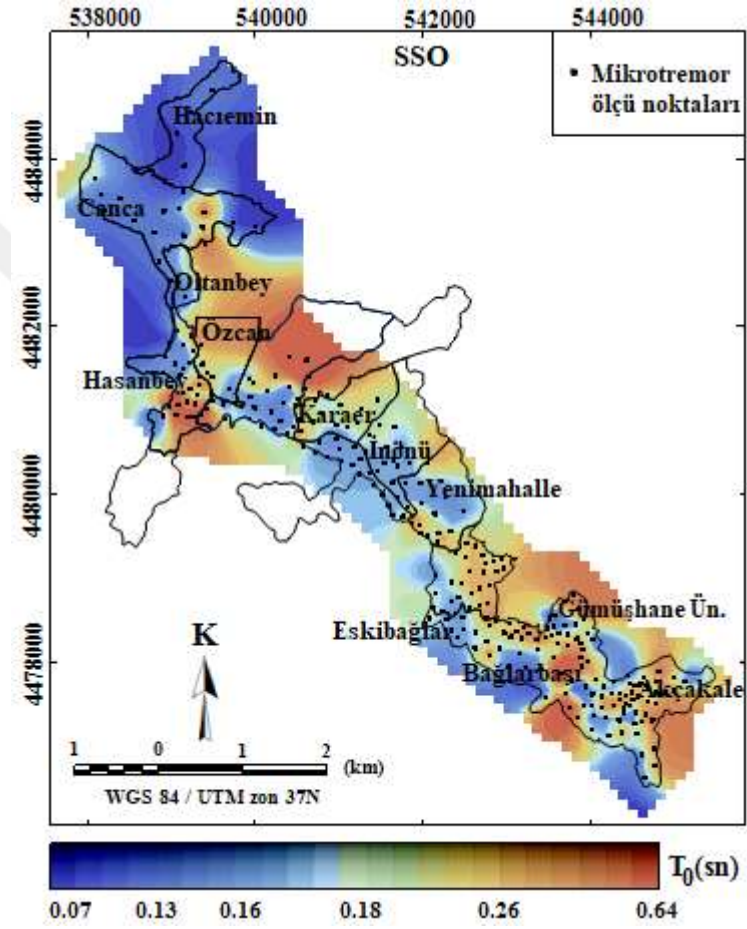 538000 540000 542000 544000
SSO
Mikrotremor
ölçü noktaları
4484000
4482000
4480000
4478000
Hacıemin
Canca
Oltanbey
Özcan
Hasanbey
Karaer
İnönü
Yenimahalle
Gümüşhane Ün.
Eskibağlar
Bağlarbaşı
Akçakale
K
1 0 1 2
(km)
WGS 84 / UTM zon 37N
T0(sn)
0.07 0.13 0.16 0.18 0.26 0.64